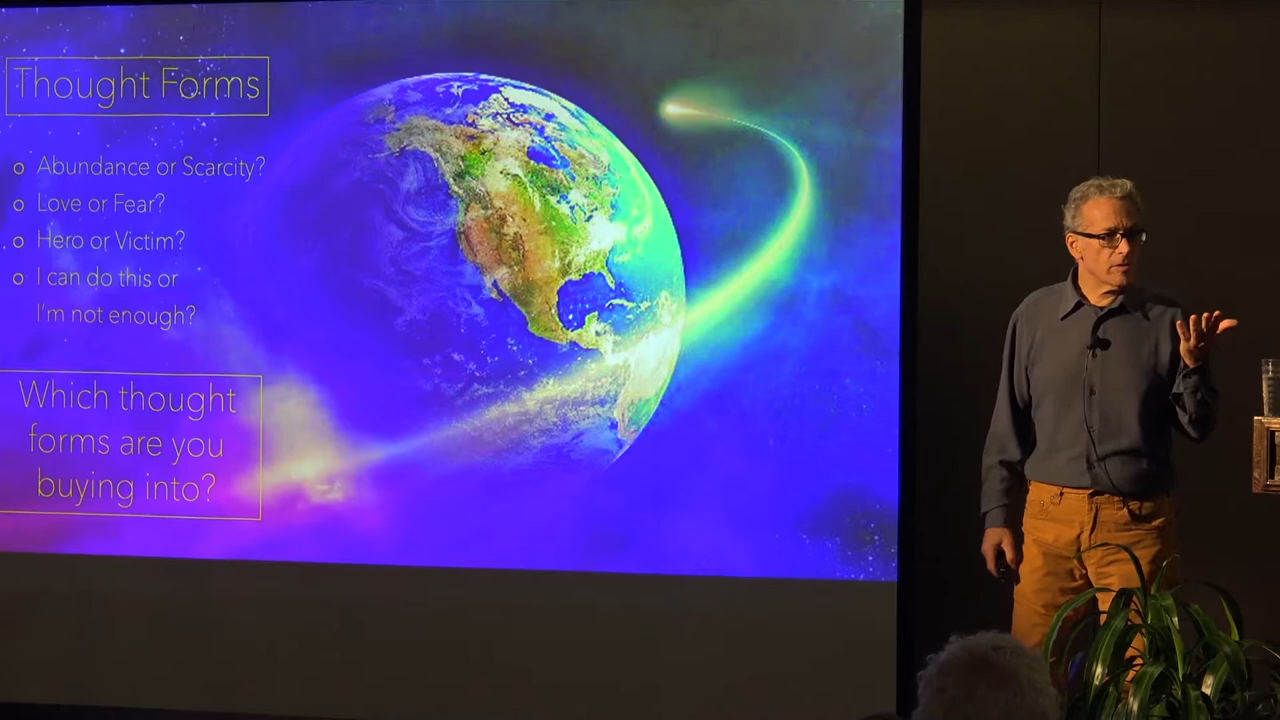 Thought Forms
Abundance or Scarcity?
Love or Fear?
Hero or Victim?
I can do this or
I'm not enough?
Which thought
forms are you
buying into?